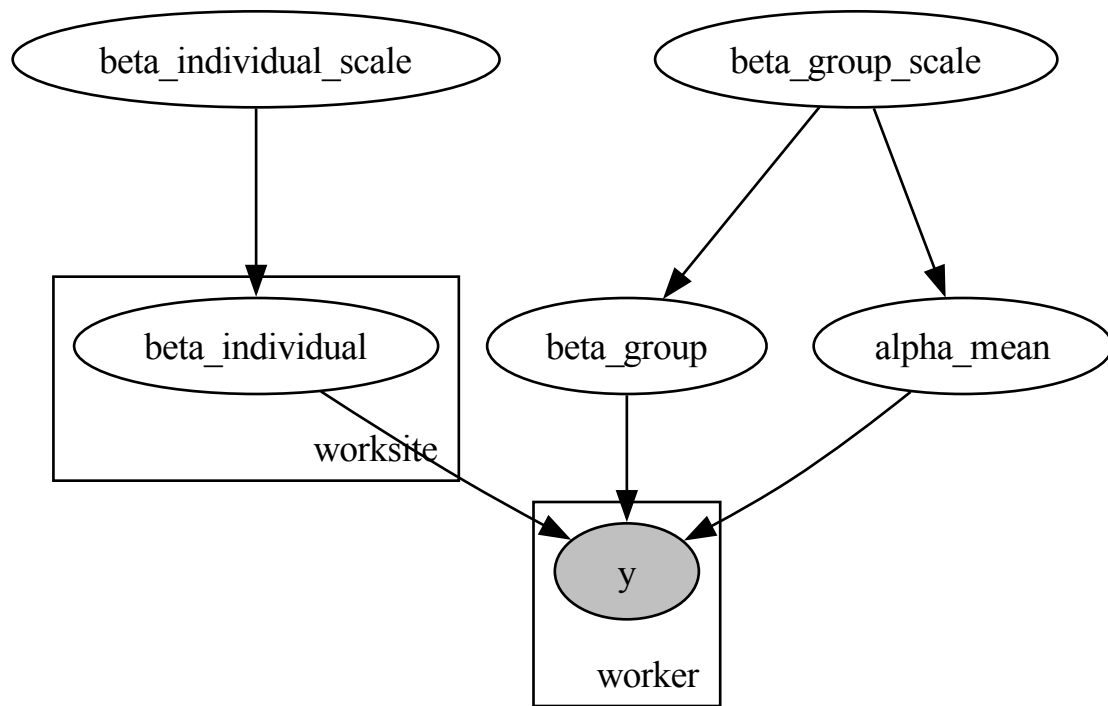 beta_individual_scale
beta_group_scale
beta_individual
beta_group
alpha_mean
worksite
y
worker